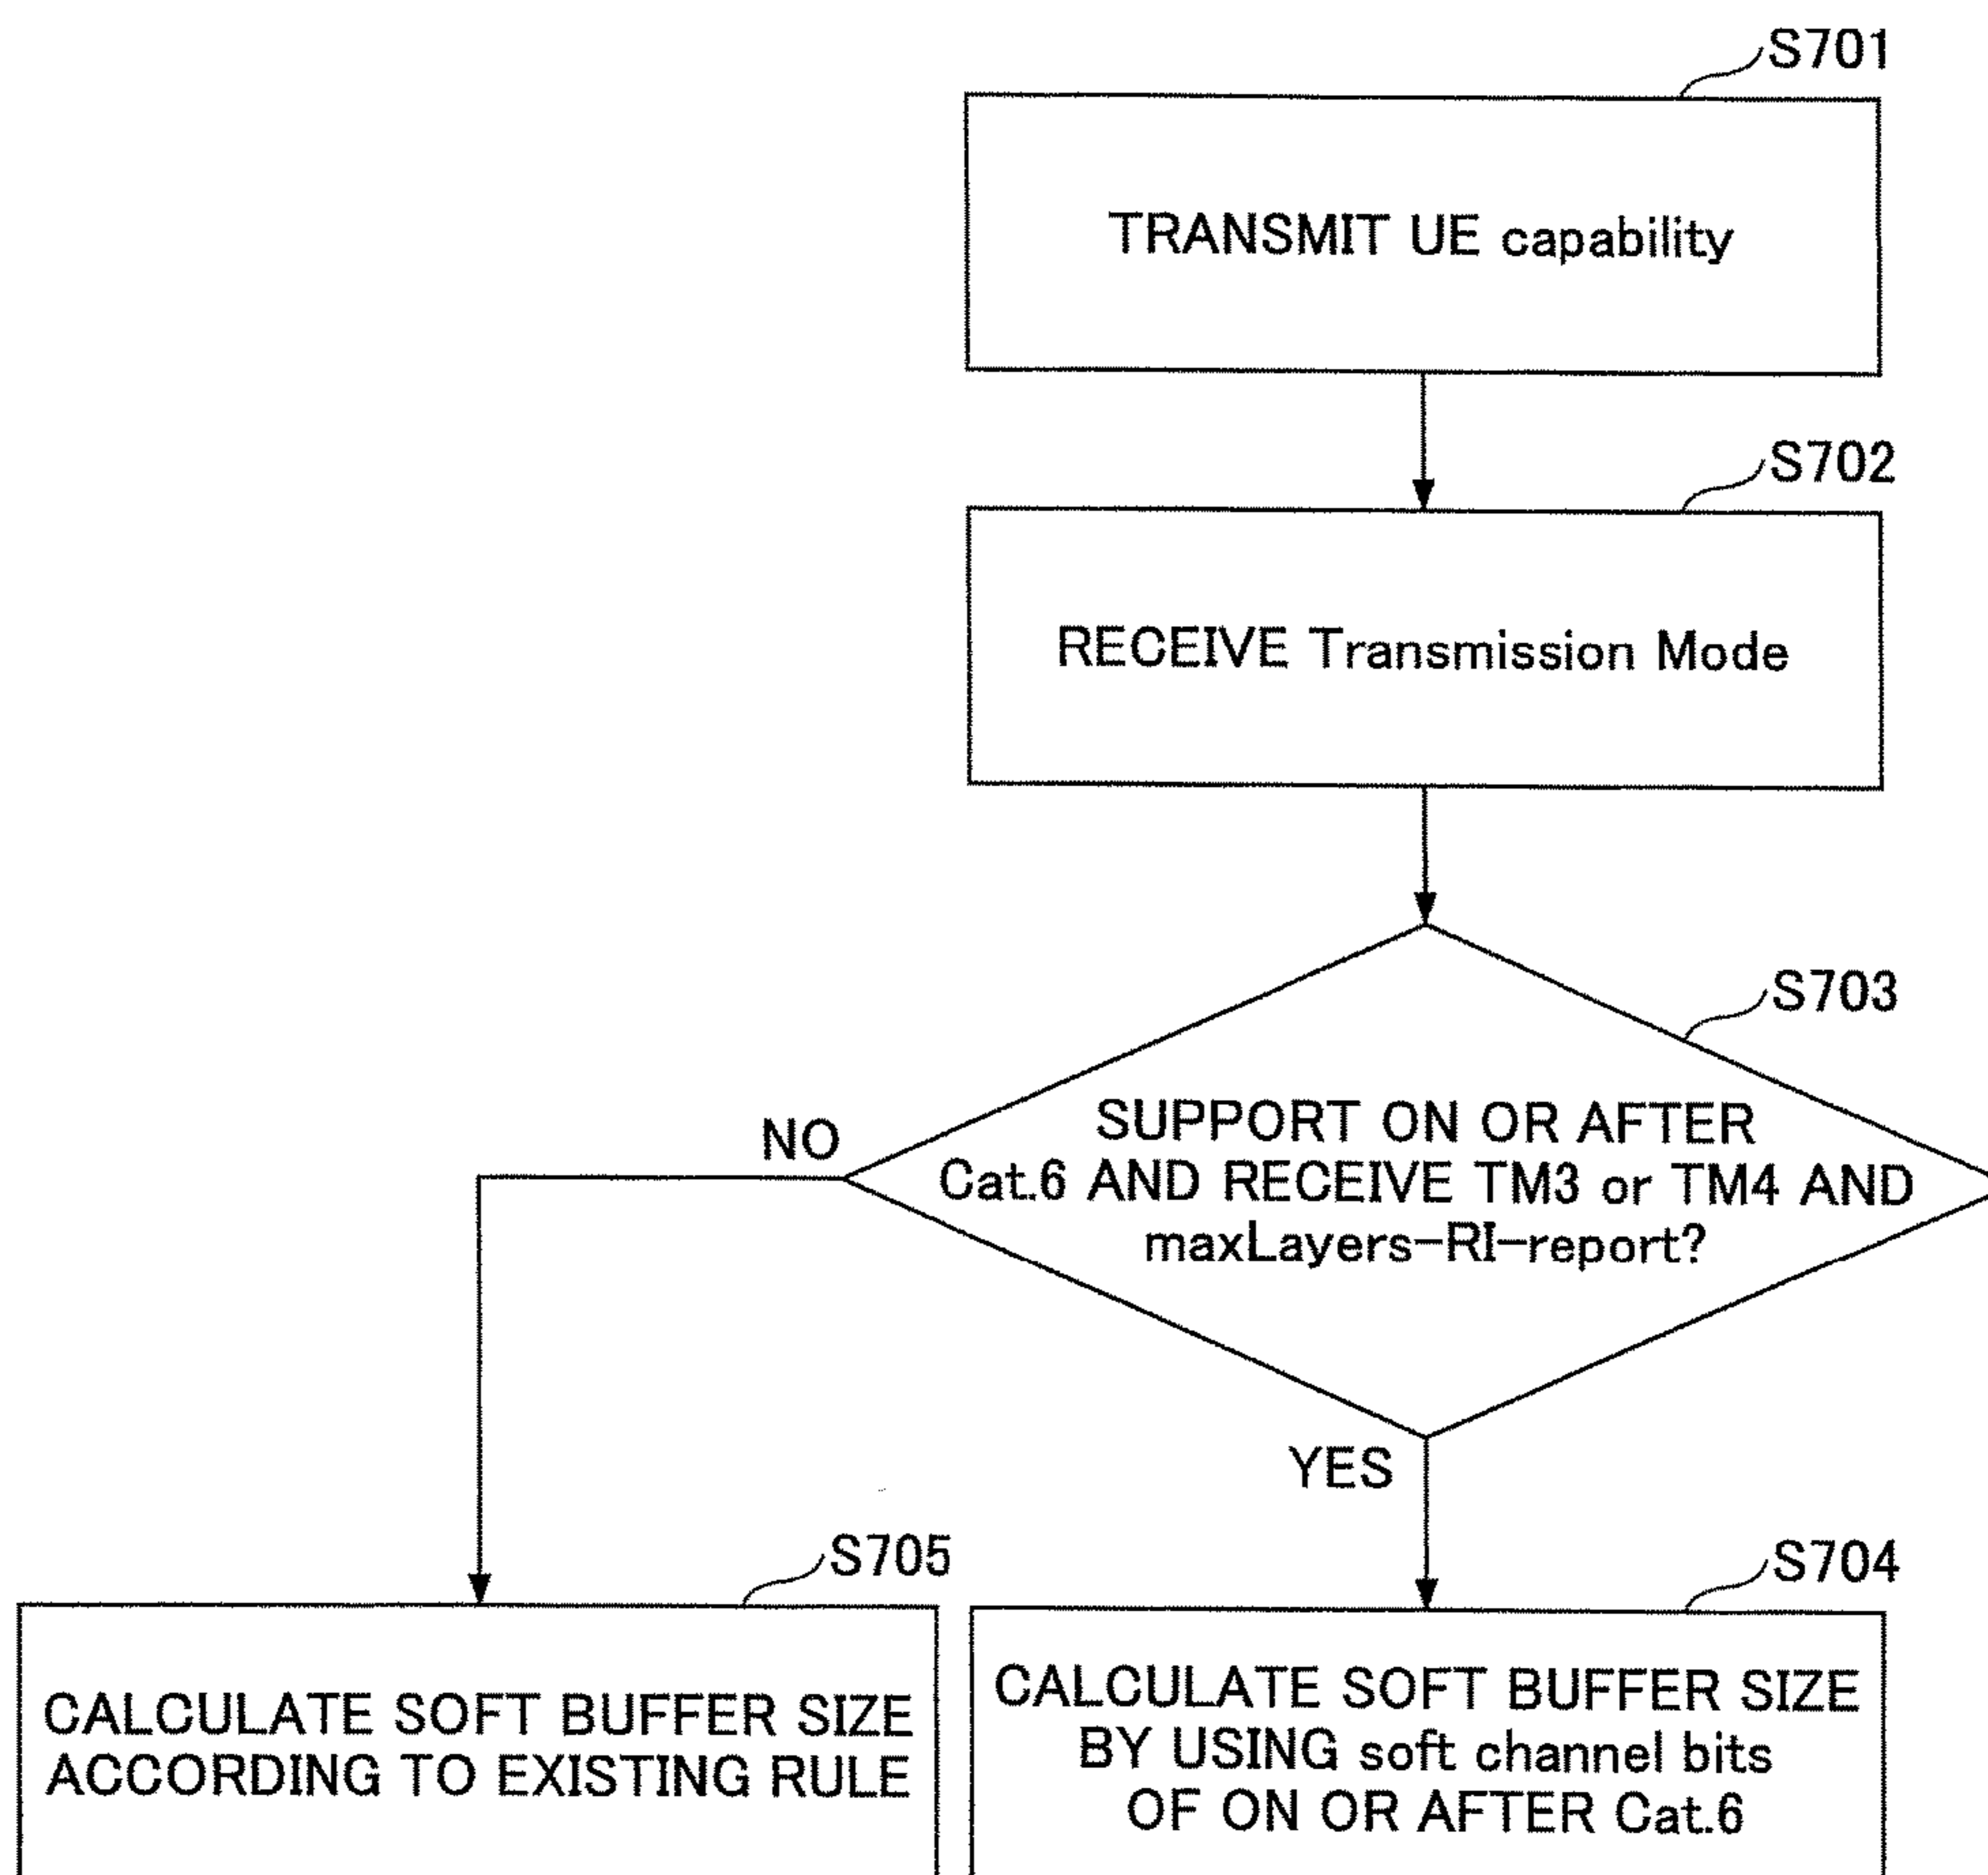 S701
TRANSMIT UE capability
S702
RECEIVE Transmission Mode
S703
SUPPORT ON OR AFTER
Cat.6 AND RECEIVE TM3 or TM4 AND
maxLayers-RI-report?
NO
YES
S705
CALCULATE SOFT BUFFER SIZE
ACCORDING TO EXISTING RULE
S704
CALCULATE SOFT BUFFER SIZE
BY USING soft channel bits
OF ON OR AFTER Cat.6